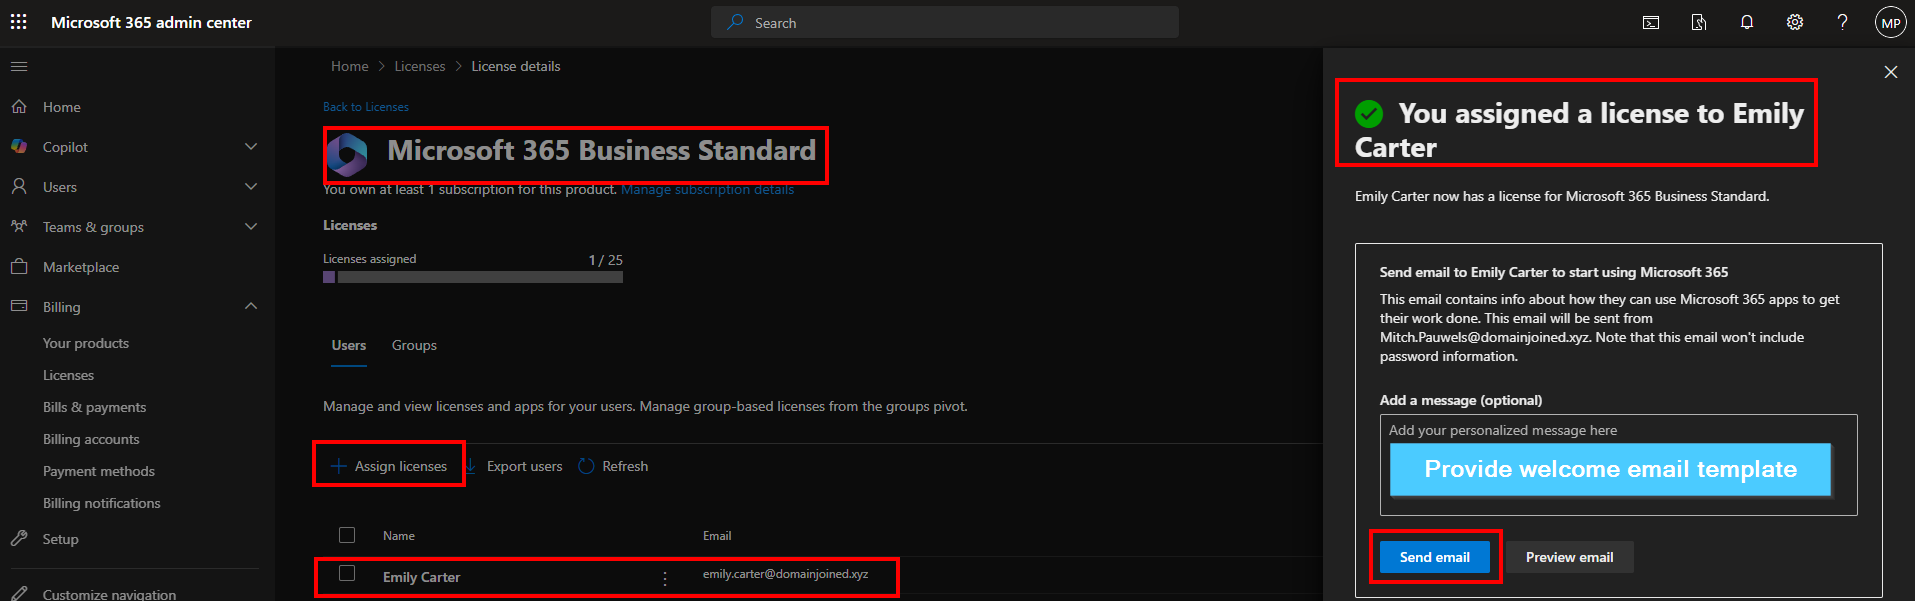 Microsoft 365 admin center
Search
MP
Home
Copilot
Users
Teams & groups
Marketplace
Billing
Your products
Licenses
Bills & payments
Billing accounts
Payment methods
Billing notifications
Setup
Customize navigation
Home > Licenses > License details
Back to Licenses
Microsoft 365 Business Standard
You own at least 1 subscription for this product. Manage subscription details
Licenses
Licenses assigned 1 / 25
Users Groups
Manage and view licenses and apps for your users. Manage group-based licenses from the groups pivot.
Assign licenses Export users Refresh
Name Email
Emily Carter emily.carter@domainjoined.xyz
You assigned a license to Emily
Carter
Emily Carter now has a license for Microsoft 365 Business Standard.
Send email to Emily Carter to start using Microsoft 365
This email contains info about how they can use Microsoft 365 apps to get
their work done. This email will be sent from
Mitch.Pauwels@domainjoined.xyz. Note that this email won't include
password information.
Add a message (optional)
Add your personalized message here
Provide welcome email template
Send email Preview email